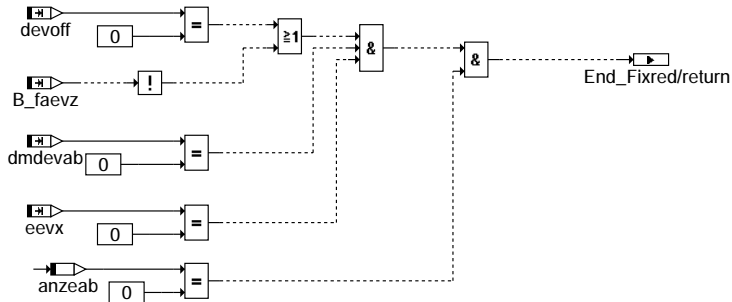 devoff
0
=
≥1
&
&
End_Fixred/return
B_faevz
!
dmdevab
0
=
eevx
0
=
anzeab
0
=